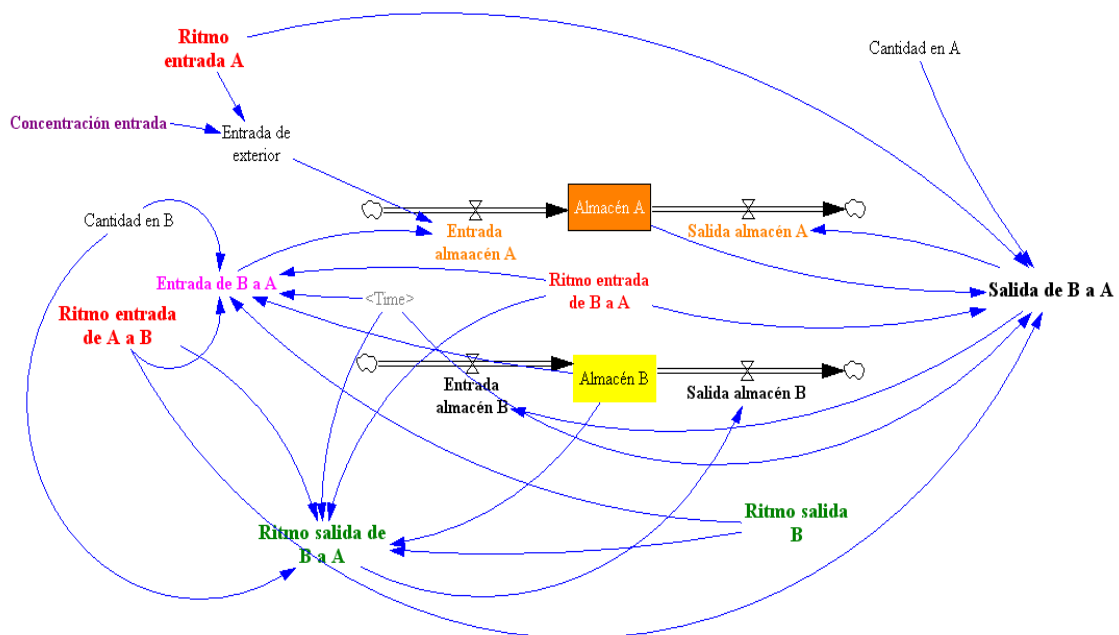 Ritmo
entrada A
Cantidad en A
Concentración entrada
Entrada de
exterior
Almacén A
Cantidad en B
Entrada
almaacén A
Salida almacén A
Entrada de B a A
Ritmo entrada
de B a A
<Time>
Salida de B a A
Ritmo entrada
de A a B
Entrada
almacén B
Almacén B
Salida almacén B
Ritmo salida
B
Ritmo salida de
B a A